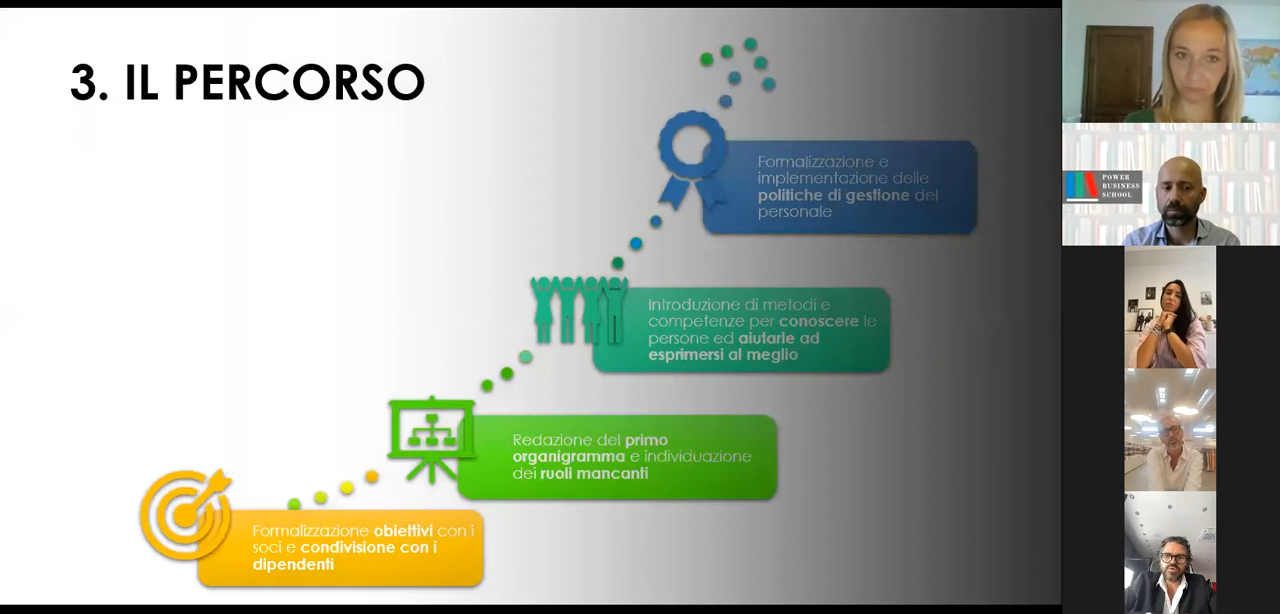 3. IL PERCORSO
Formalizzazione e
implementazione delle
politiche di gestione del
personale
Introduzione di metodi e
competenze per conoscere le
persone ed aiutarle ad
esprimersi al meglio
Redazione del primo
organigramma e individuazione
dei ruoli mancanti
Formalizzazione obiettivi con i
soci e condivisione con i
dipendenti
POWER
BUSINESS
SCHOOL